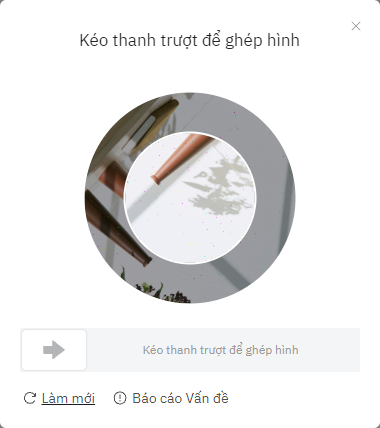 Kéo thanh trượt để ghép hình
Kéo thanh trượt để ghép hình
Làm mới
Báo cáo Vấn đề